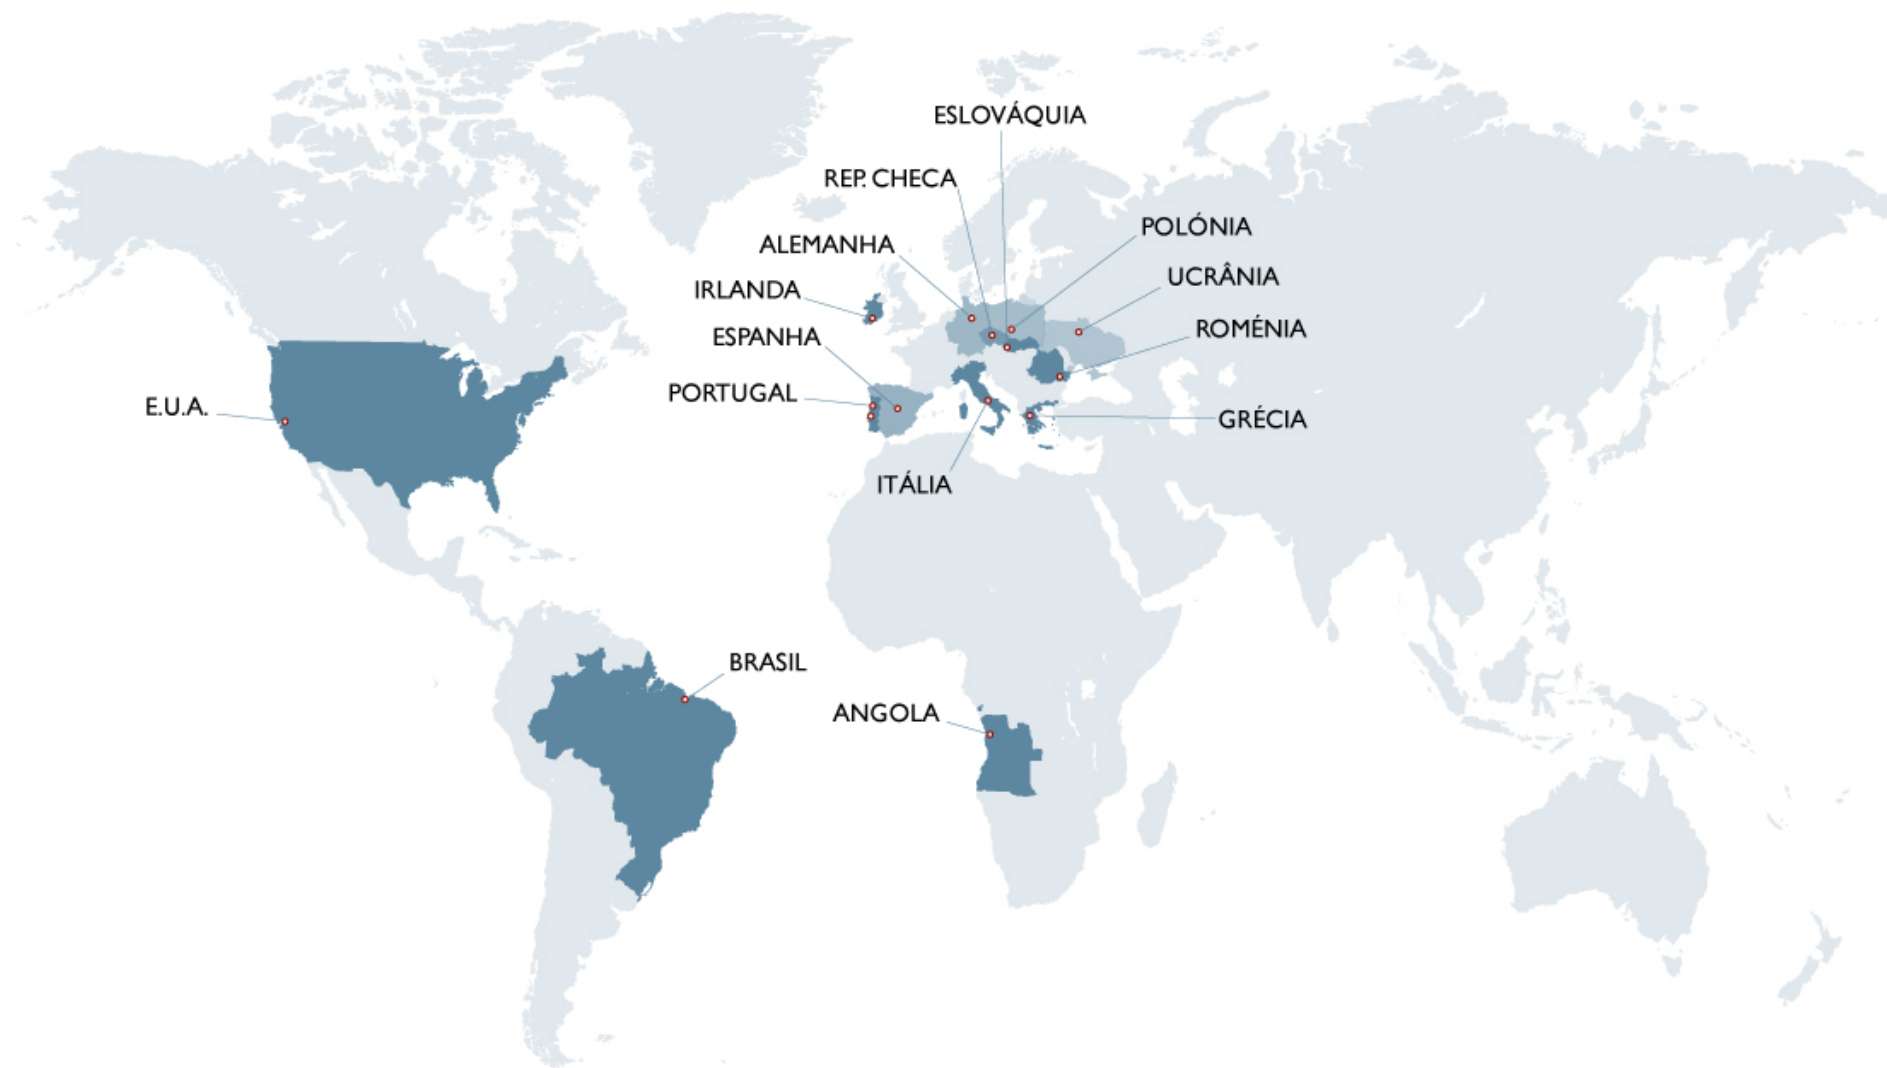 ESLOVÁQUIA
REP. CHECA
POLÓNIA
ALEMANHA
UCRÂNIA
IRLANDA
ROMÉNIA
ESPANHA
PORTUGAL
E.U.A.
GRÉCIA
ITÁLIA
BRASIL
ANGOLA